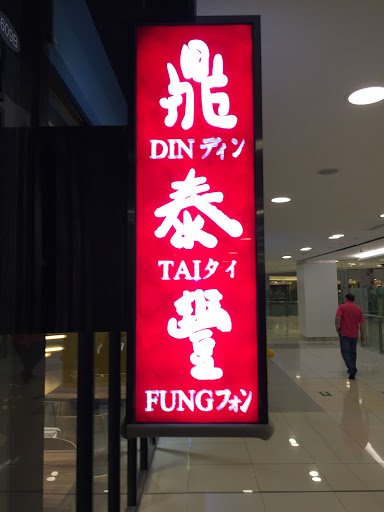 鼎
DIN ディン
泰
TAI タイ
豐
FUNG フォン